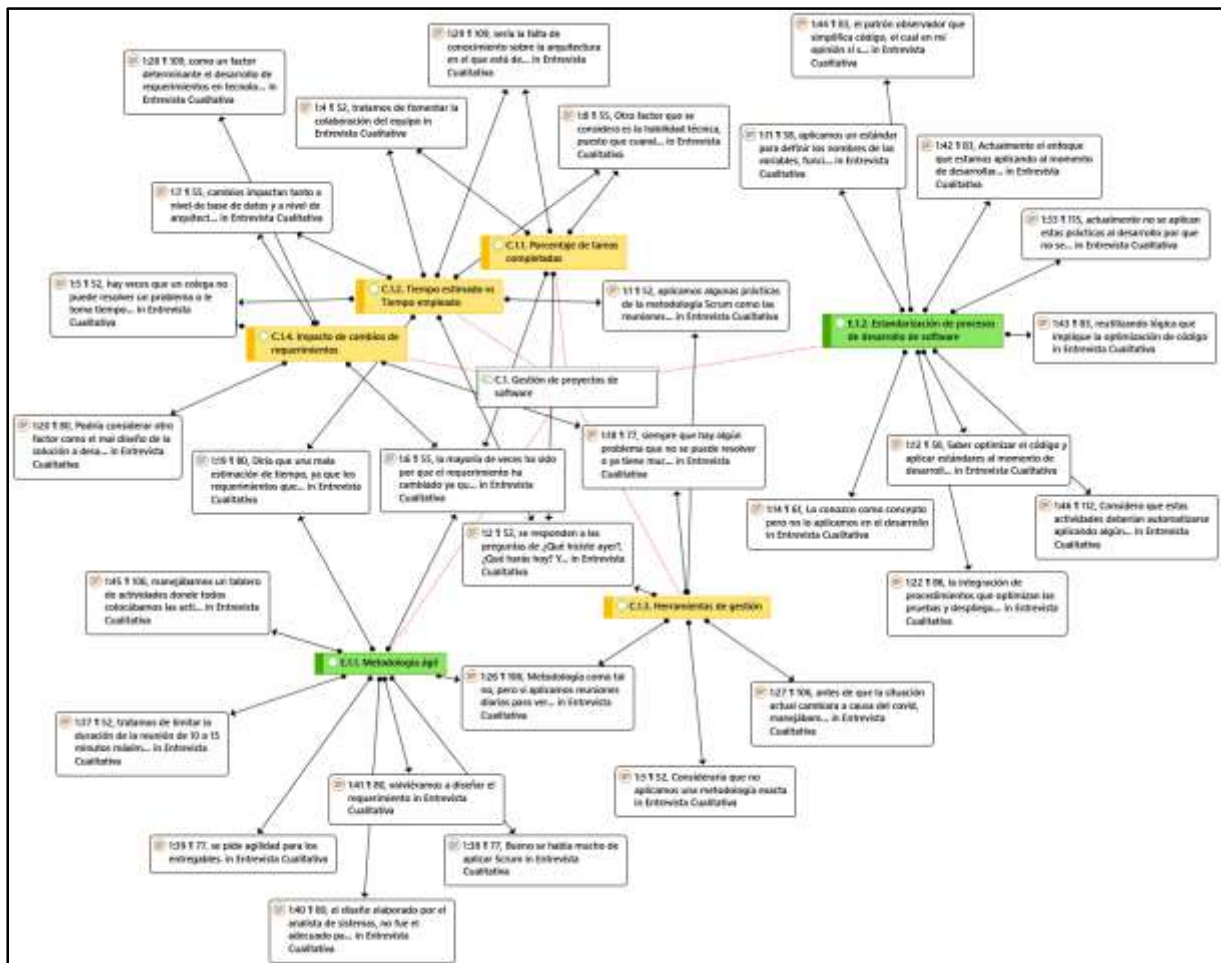 1:44 ¶ 83, el patrón observador que
simplifica código, el cual en mi
opinión si s... in Entrevista
Cualitativa
1:29 ¶ 109, sería la falta de
conocimiento sobre la arquitectura
en el que está de... in Entrevista
Cualitativa
1:28 ¶ 109, como un factor
determinante el desarrollo de
requerimientos en tecnolo... in
Entrevista Cualitativa
1:4 ¶ 52, tratamos de fomentar la
colaboración del equipo in
Entrevista Cualitativa
1:8 ¶ 55, Otro factor que se
considera es la habilidad técnica,
puesto que cuand... in Entrevista
Cualitativa
1:11 ¶ 58, aplicamos un estándar
para definir los nombres de las
variables, funci... in Entrevista
Cualitativa
1:42 ¶ 83, Actualmente el enfoque
que estamos aplicando al momento
de desarrollar... in Entrevista
Cualitativa
1:7 ¶ 55, cambios impactan tanto a
nivel de base de datos y a nivel de
arquitect... in Entrevista Cualitativa
1:33 ¶ 115, actualmente no se aplican
estas prácticas al desarrollo por que
no se... in Entrevista Cualitativa
C.1.1. Porcentaje de tareas
completadas
C.1.2. Tiempo estimado vs
Tiempo empleado
1:5 ¶ 52, hay veces que un colega no
puede resolver un problema o le
toma tiempo... in Entrevista
Cualitativa
1:1 ¶ 52, aplicamos algunas prácticas
de la metodología Scrum como las
reuniones... in Entrevista Cualitativa
E.1.2. Estandarización de procesos
de desarrollo de software
1:43 ¶ 83, reutilizando lógica que
implique la optimización de código
in Entrevista Cualitativa
C.1.4. Impacto de cambios de
requerimientos
C.1. Gestión de proyectos de
software
1:20 ¶ 80, Podría considerar otro
factor como el mal diseño de la
solución a desa... in Entrevista
Cualitativa
1:19 ¶ 80, Diría que una mala
estimación de tiempo, ya que los
requerimientos que... in Entrevista
Cualitativa
1:6 ¶ 55, la mayoría de veces ha sido
por que el requerimiento ha
cambiado ya qu... in Entrevista
Cualitativa
1:18 ¶ 77, siempre que hay algún
problema que no se puede resolver
o ya tiene muc... in Entrevista
Cualitativa
1:12 ¶ 58, Saber optimizar el código y
aplicar estándares al momento de
desarroll... in Entrevista Cualitativa
1:14 ¶ 61, Lo conozco como concepto
pero no lo aplicamos en el desarrollo
in Entrevista Cualitativa
1:46 ¶ 112, Considero que estas
actividades deberían automatizarse
aplicando algún... in Entrevista
Cualitativa
1:2 ¶ 52, se responden a las
preguntas de ¿Qué hiciste ayer?,
¿Qué harás hoy? Y... in Entrevista
Cualitativa
1:45 ¶ 106, manejábamos un tablero
de actividades donde todos
colocábamos las acti... in Entrevista
Cualitativa
1:22 ¶ 86, la integración de
procedimientos que optimizan las
pruebas y despliegu... in Entrevista
Cualitativa
C.1.3. Herramientas de gestión
E.1.1. Metodología ágil
1:26 ¶ 106, Metodología como tal
no, pero si aplicamos reuniones
diarias para ver... in Entrevista
Cualitativa
1:27 ¶ 106, antes de que la situación
actual cambiara a causa del covid,
manejábam... in Entrevista
Cualitativa
1:37 ¶ 52, tratamos de limitar la
duración de la reunión de 10 a 15
minutos máxim... in Entrevista
Cualitativa
1:41 ¶ 80, volviéramos a diseñar el
requerimiento in Entrevista
Cualitativa
1:3 ¶ 52, Consideraría que no
aplicamos una metodología exacta
in Entrevista Cualitativa
1:39 ¶ 77, se pide agilidad para los
entregables. in Entrevista Cualitativa
1:38 ¶ 77, Bueno se habla mucho de
aplicar Scrum in Entrevista
Cualitativa
1:40 ¶ 80, el diseño elaborado por el
analista de sistemas, no fue el
adecuado pa... in Entrevista
Cualitativa